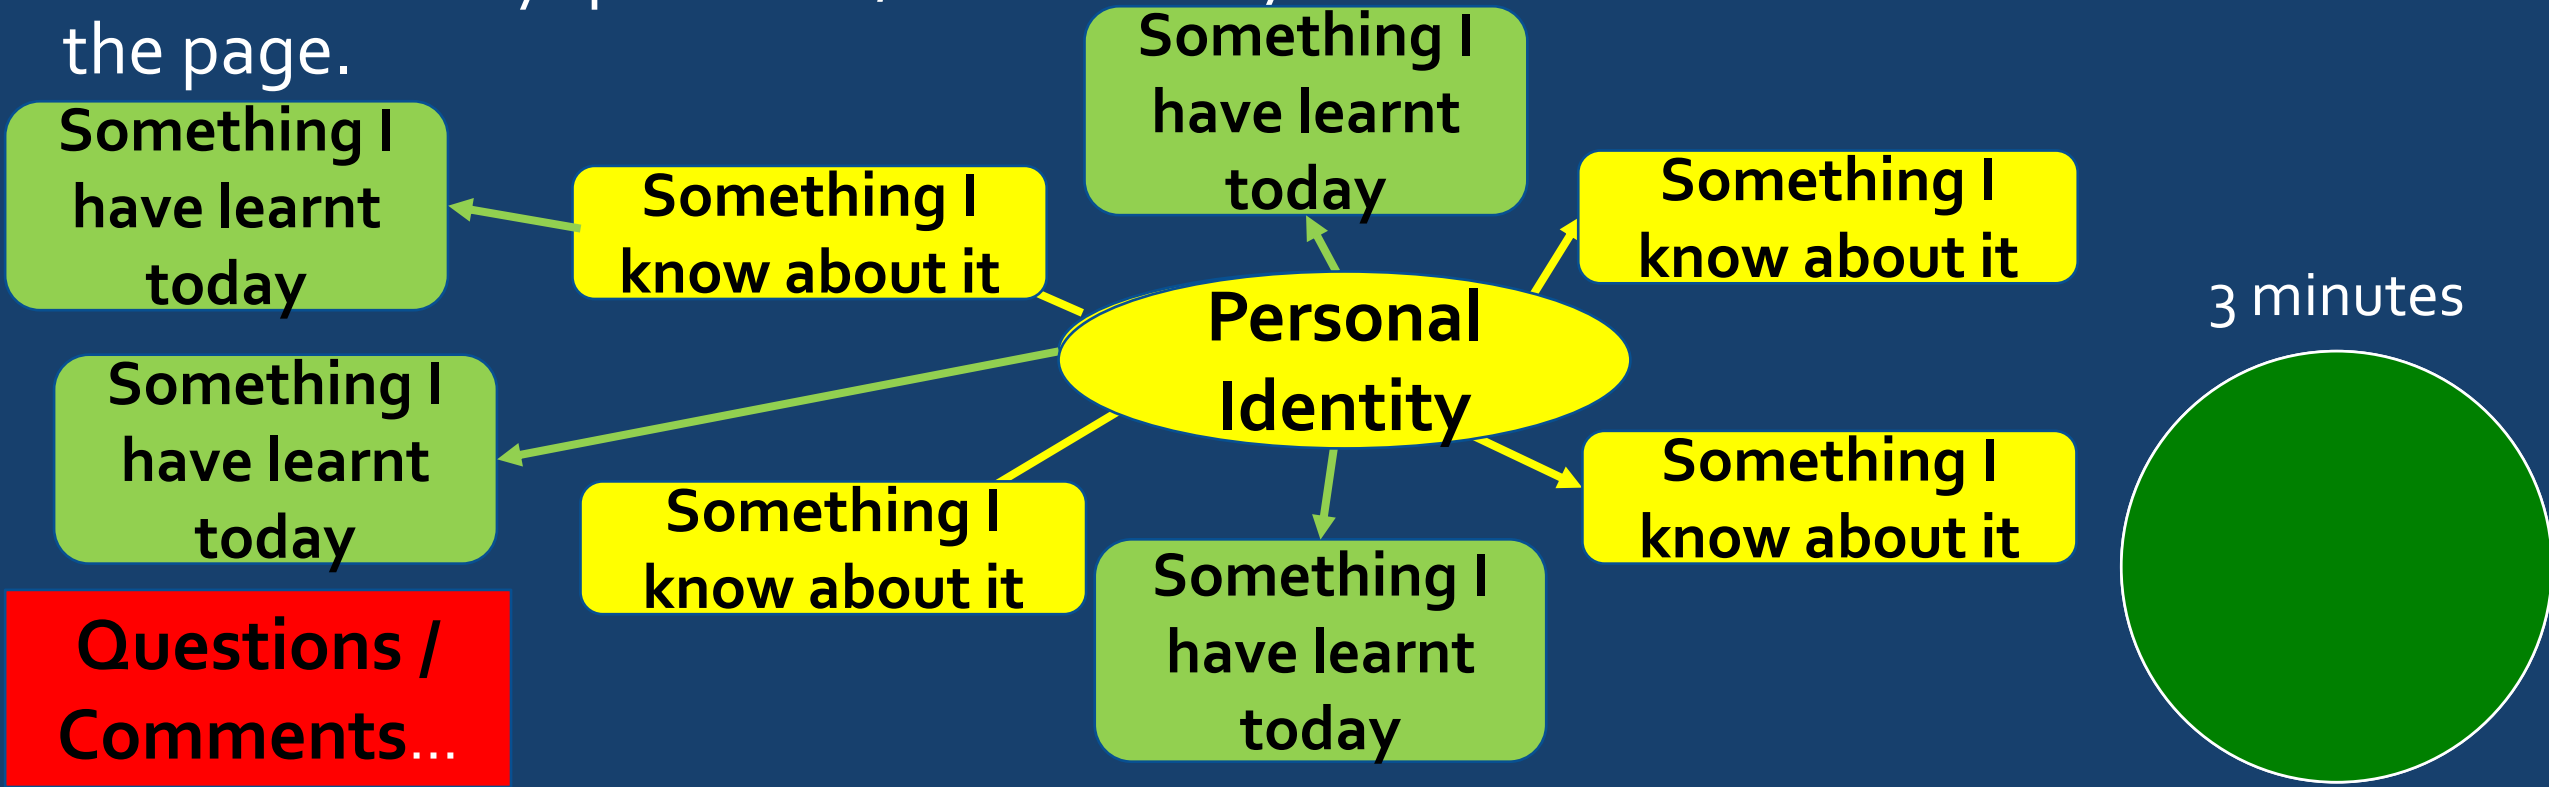 the page.
Something I
have learnt
today
Something I
have learnt
today
Something I
know about it
Something I
know about it
Personal
Identity
3 minutes
Something I
have learnt
today
Something I
know about it
Something I
know about it
Something I
have learnt
today
Questions /
Comments...